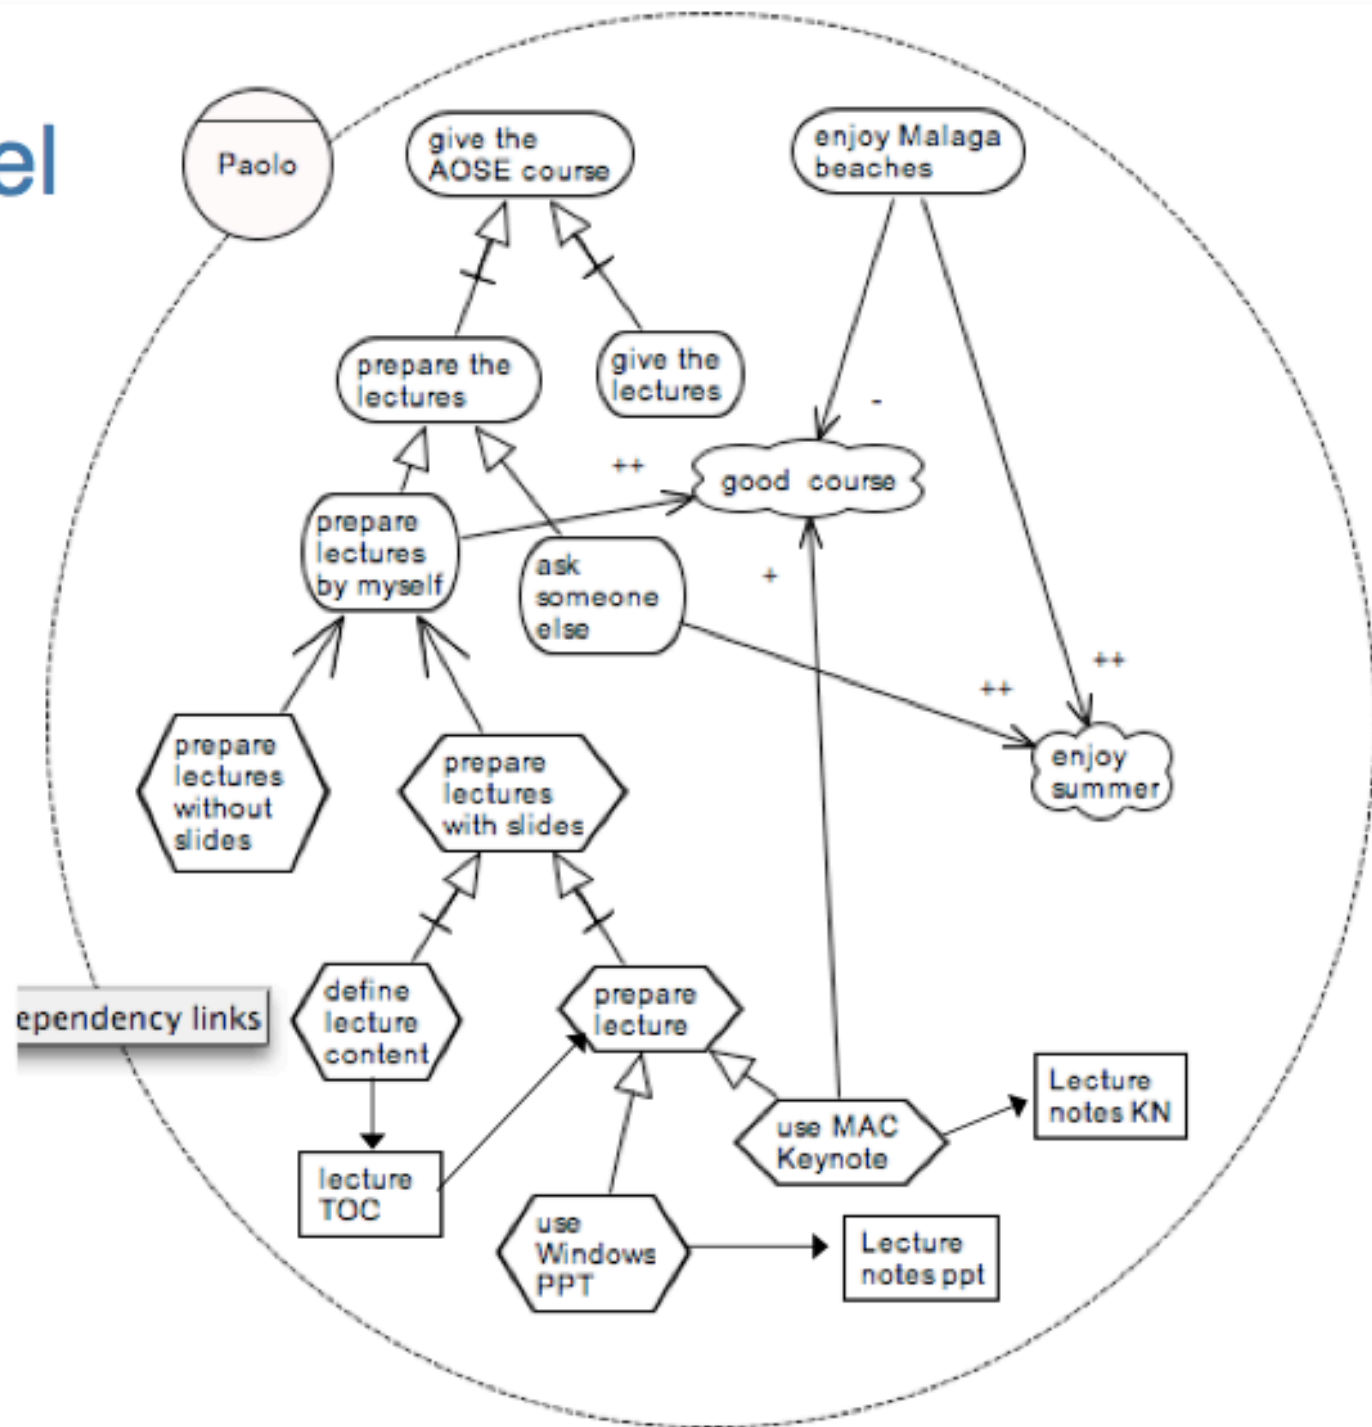 el
Paolo
give the
AOSE course
enjoy Malaga
beaches
prepare the
lectures
give the
lectures
-
++
good course
prepare
lectures
by myself
ask
someone
else
+
++
++
enjoy
summer
prepare
lectures
without
slides
prepare
lectures
with slides
define
lecture
content
prepare
lecture
ependency links
Lecture
notes KN
use MAC
Keynote
lecture
TOC
use
Windows
PPT
Lecture
notes ppt